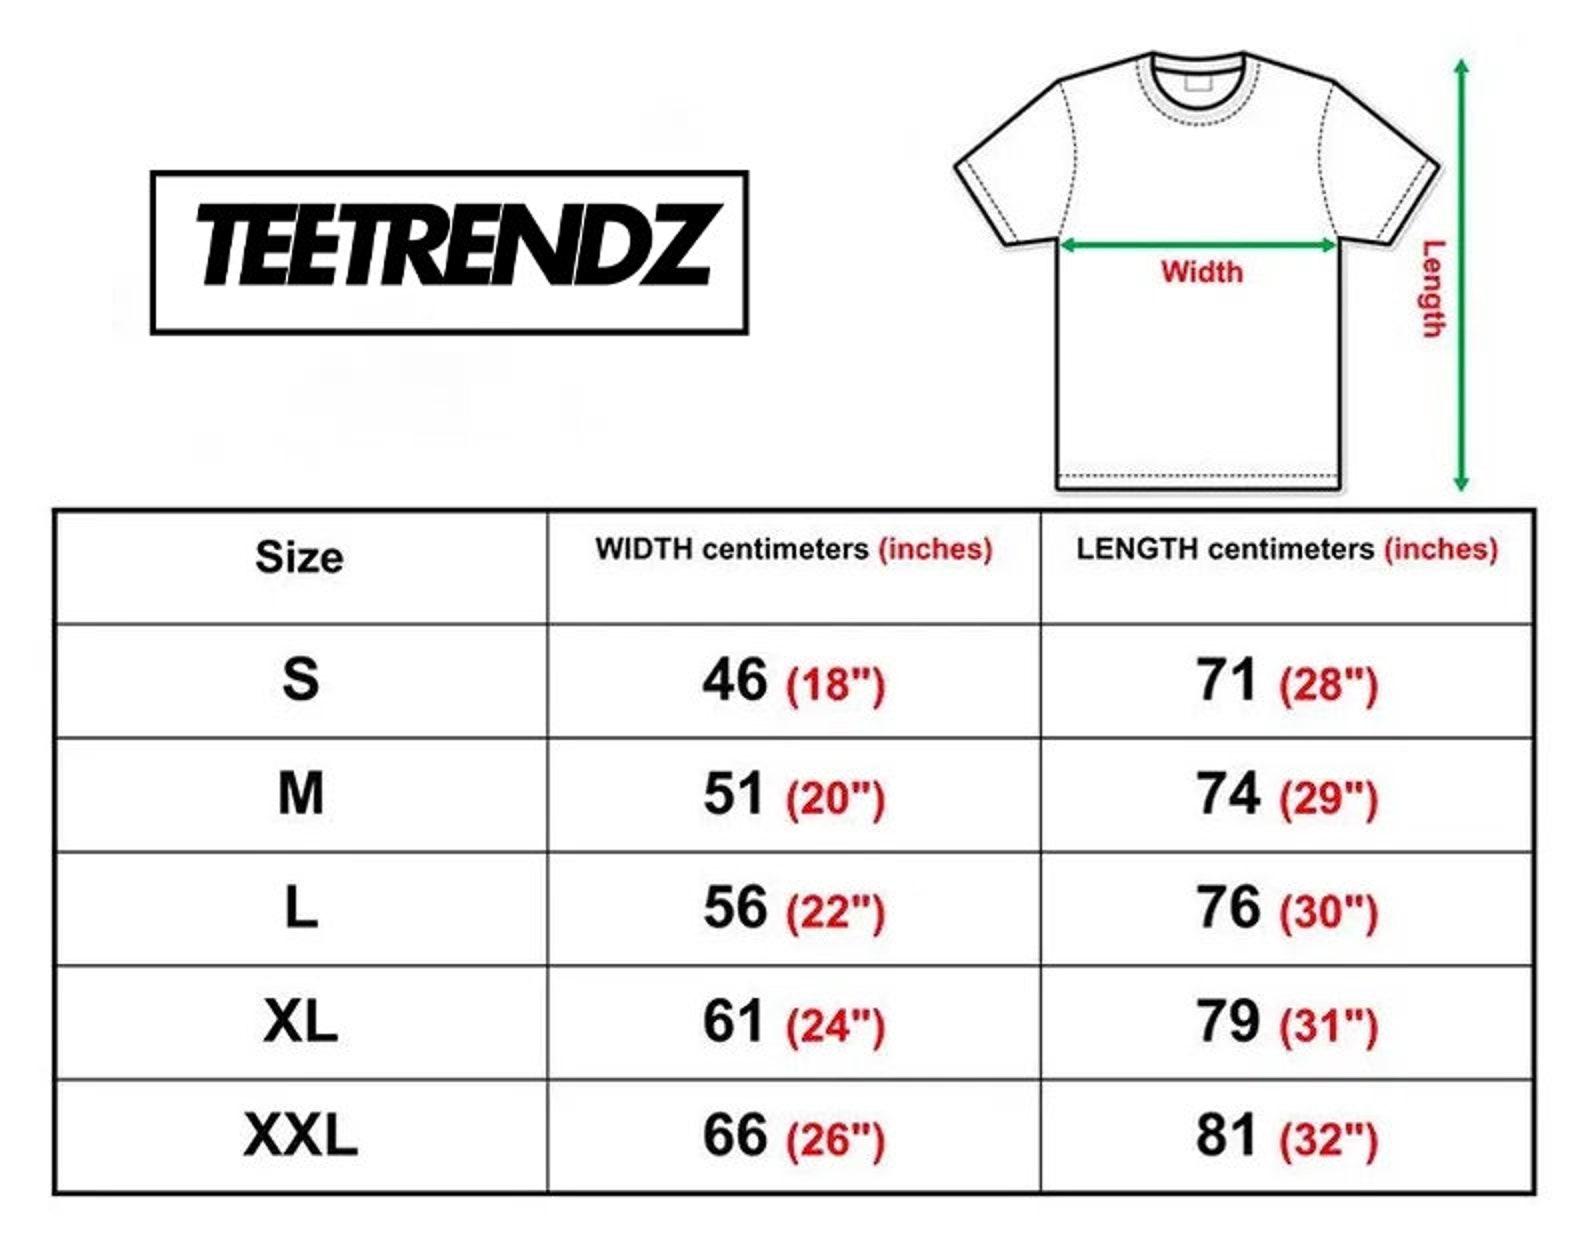 TEETRENDZ
Width
Length
Size WIDTH centimeters (inches) LENGTH centimeters (inches)
S 46 (18") 71 (28")
M 51 (20") 74 (29")
L 56 (22") 76 (30")
XL 61 (24") 79 (31")
XXL 66 (26") 81 (32")